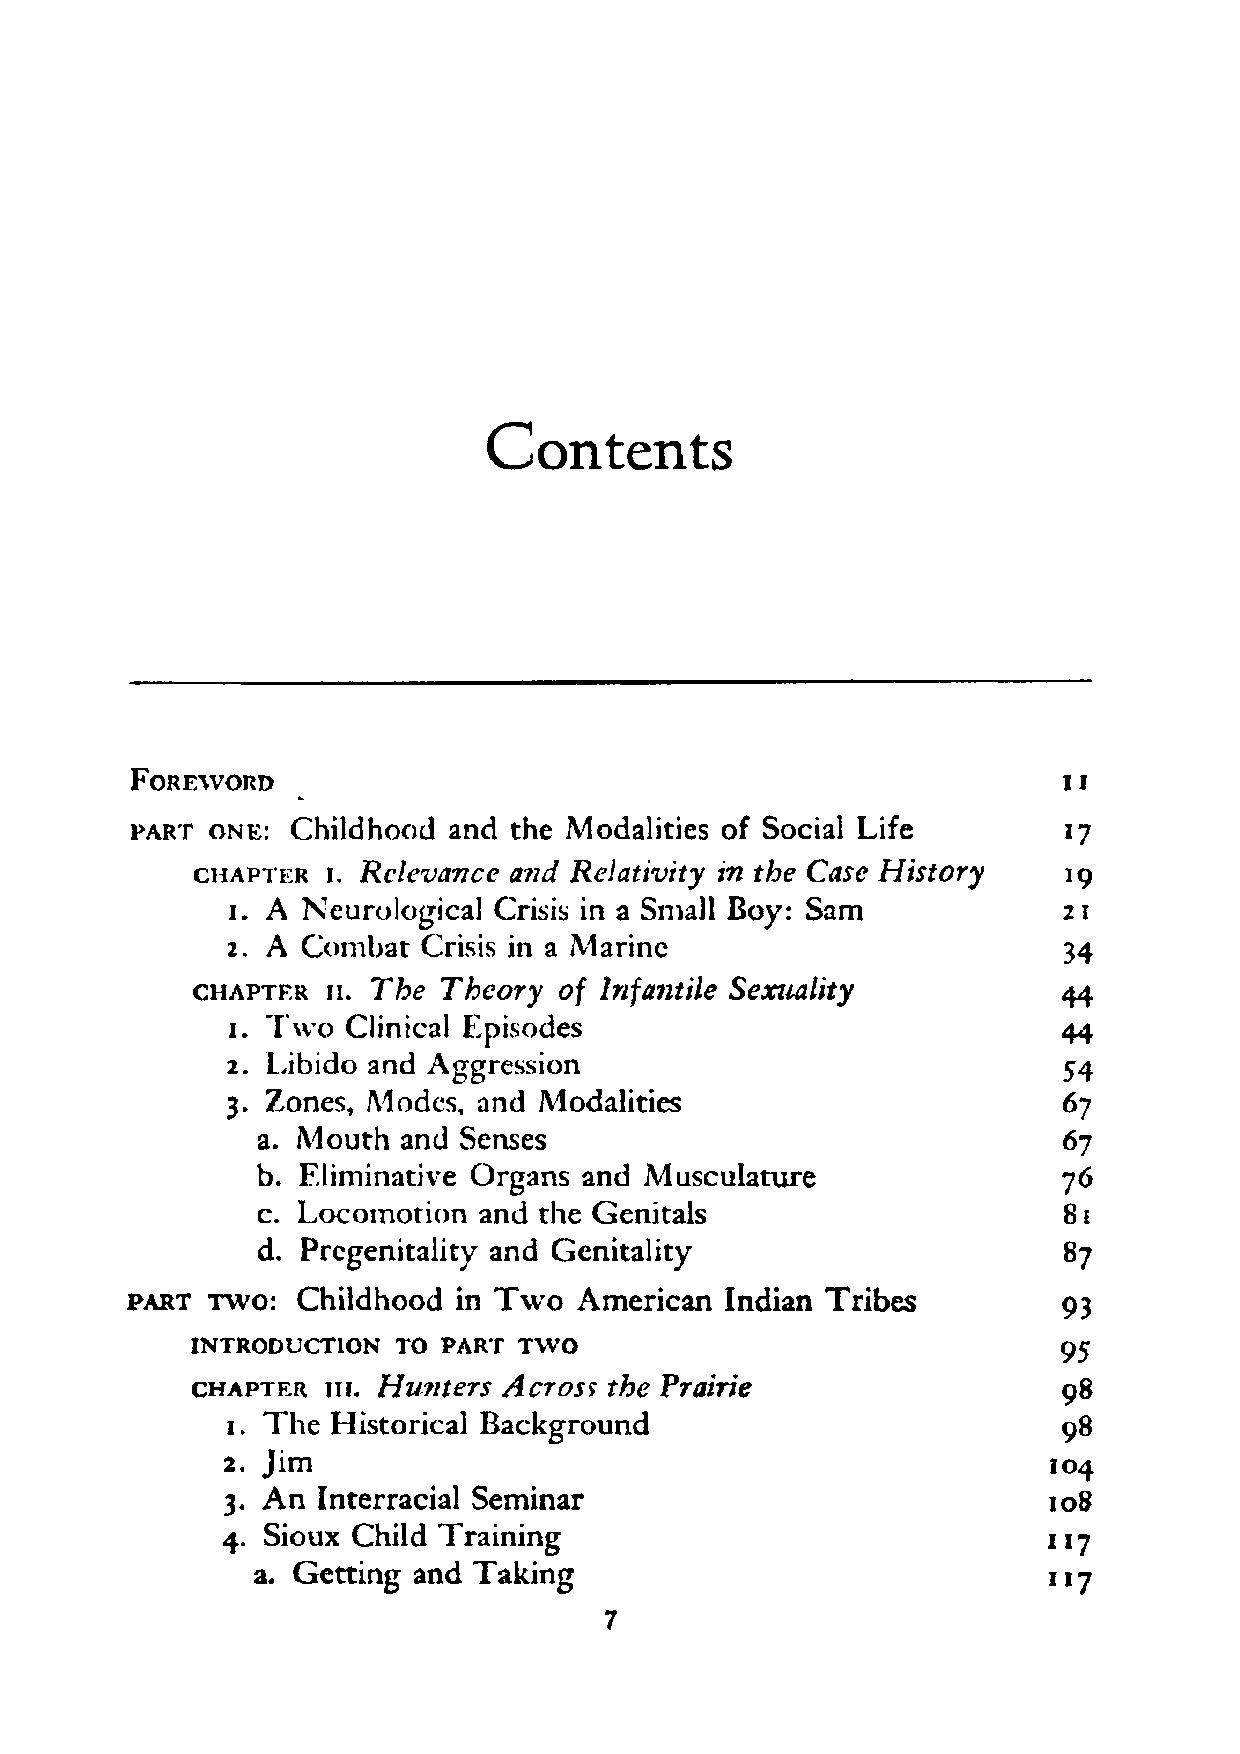 Contents
FOREWORD 11
PART ONE: Childhood and the Modalities of Social Life 17
CHAPTER I. Relevance and Relativity in the Case History 19
1. A Neurological Crisis in a Small Boy: Sam 21
2. A Combat Crisis in a Marine 34
CHAPTER II. The Theory of Infantile Sexuality 44
1. Two Clinical Episodes 44
2. Libido and Aggression 54
3. Zones, Modes, and Modalities 67
a. Mouth and Senses 67
b. Eliminative Organs and Musculature 76
c. Locomotion and the Genitals 81
d. Pregenitality and Genitality 87
PART TWO: Childhood in Two American Indian Tribes 93
INTRODUCTION TO PART TWO 95
CHAPTER III. Hunters Across the Prairie 98
1. The Historical Background 98
2. Jim 104
3. An Interracial Seminar 108
4. Sioux Child Training 117
a. Getting and Taking 117
7